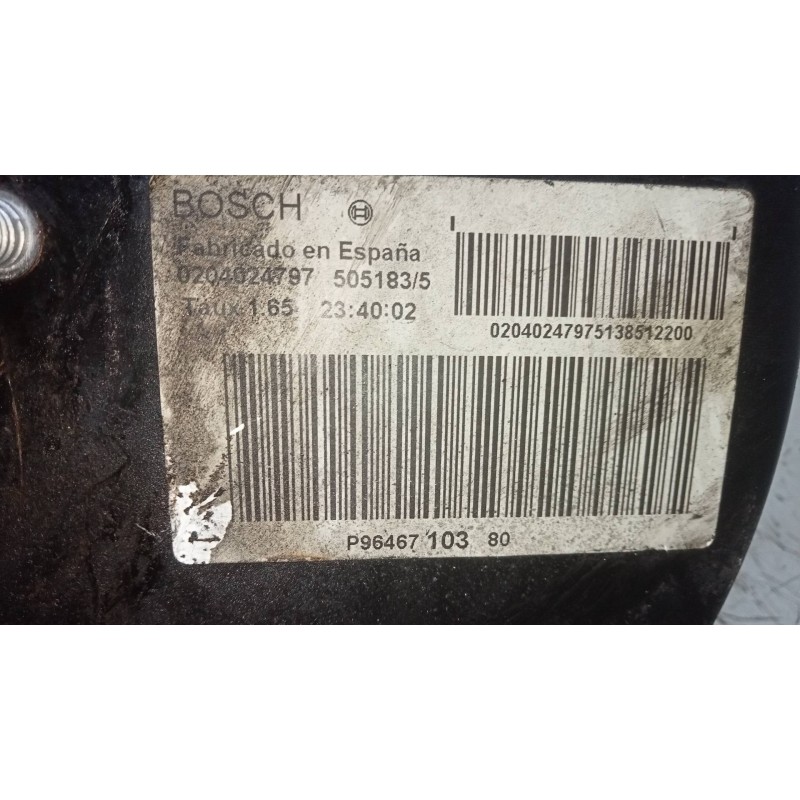 BOSCH
Fabricado en España
0204024797 505183/5
Taux 1,65 23:40:02
02040247975138512200
P96467 103 80